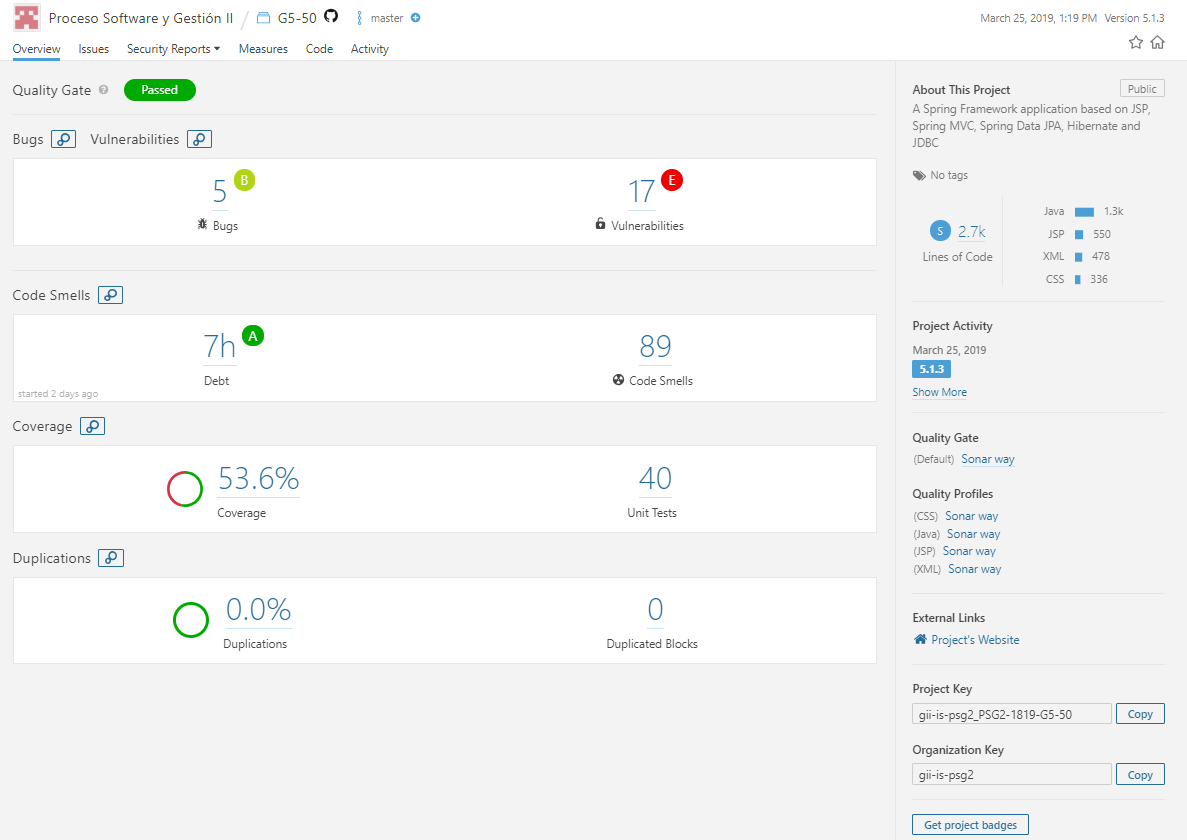 Proceso Software y Gestión II / G5-50 master March 25, 2019, 1:19 PM Version 5.1.3
Overview Issues Security Reports Measures Code Activity
Quality Gate ? Passed
Bugs Vulnerabilities
5 B 17 E
Bugs Vulnerabilities
Code Smells
7h A 89
Debt Code Smells
started 2 days ago
Coverage
53.6% 40
Coverage Unit Tests
Duplications
0.0% 0
Duplications Duplicated Blocks
About This Project Public
A Spring Framework application based on JSP,
Spring MVC, Spring Data JPA, Hibernate and
JDBC
No tags
S 2.7k
Lines of Code
Java 1.3k
JSP 550
XML 478
CSS 336
Project Activity
March 25, 2019
5.1.3
Show More
Quality Gate
(Default) Sonar way
Quality Profiles
(CSS) Sonar way
(Java) Sonar way
(JSP) Sonar way
(XML) Sonar way
External Links
Project's Website
Project Key
gii-is-psg2_PSG2-1819-G5-50 Copy
Organization Key
gii-is-psg2 Copy
Get project badges